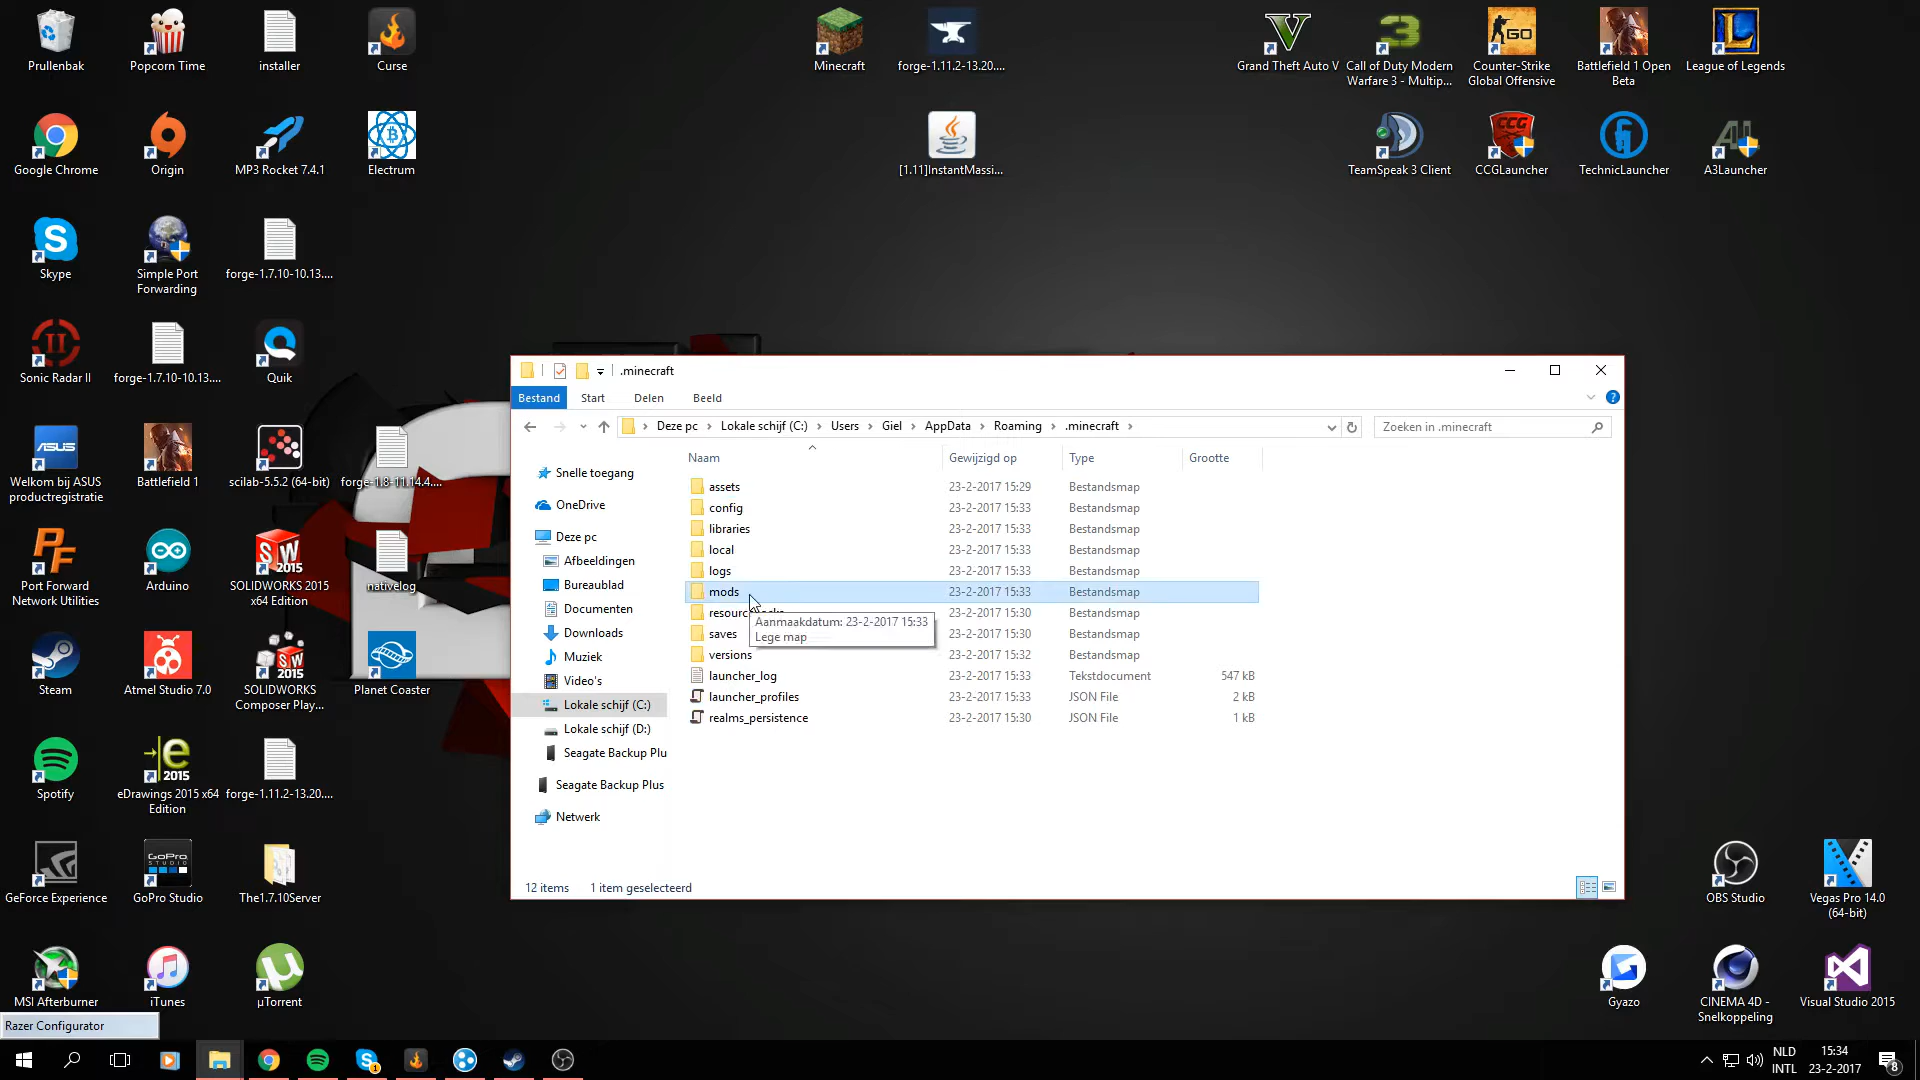 Prullenbak
Popcorn Time
installer
Curse
Minecraft
forge-1.11.2-13.20....
Grand Theft Auto V
Call of Duty Modern
Warfare 3 - Multip...
Counter-Strike
Global Offensive
Battlefield 1 Open
Beta
League of Legends
Google Chrome
Origin
MP3 Rocket 7.4.1
Electrum
[1.11]InstantMassi...
TeamSpeak 3 Client
CCGLauncher
TechnicLauncher
A3Launcher
Skype
Simple Port
Forwarding
forge-1.7.10-10.13....
Sonic Radar II
forge-1.7.10-10.13....
Quik
Welkom bij ASUS
productregistratie
Battlefield 1
scilab-5.5.2 (64-bit)
forge-1.8-11.14.4....
Port Forward
Network Utilities
Arduino
SOLIDWORKS 2015
x64 Edition
nativelog
Steam
Atmel Studio 7.0
SOLIDWORKS
Composer Play...
Planet Coaster
Spotify
eDrawings 2015 x64
Edition
forge-1.11.2-13.20....
GeForce Experience
GoPro Studio
The1.7.10Server
MSI Afterburner
iTunes
µTorrent
Razer Configurator
.minecraft
Bestand
Start
Delen
Beeld
Deze pc
Lokale schijf (C:)
Users
Giel
AppData
Roaming
.minecraft
Zoeken in .minecraft
Naam
Gewijzigd op
Type
Grootte
Snelle toegang
OneDrive
Deze pc
Afbeeldingen
Bureaublad
Documenten
Downloads
Muziek
Video's
Lokale schijf (C:)
Lokale schijf (D:)
Seagate Backup Plu
Seagate Backup Plus
Netwerk
assets 23-2-2017 15:29 Bestandsmap
config 23-2-2017 15:33 Bestandsmap
libraries 23-2-2017 15:33 Bestandsmap
local 23-2-2017 15:33 Bestandsmap
logs 23-2-2017 15:33 Bestandsmap
mods 23-2-2017 15:33 Bestandsmap
23-2-2017 15:30 Bestandsmap
saves 23-2-2017 15:30 Bestandsmap
versions 23-2-2017 15:32 Bestandsmap
launcher_log 23-2-2017 15:33 Tekstdocument 547 kB
launcher_profiles 23-2-2017 15:33 JSON File 2 kB
realms_persistence 23-2-2017 15:30 JSON File 1 kB
Aanmaakdatum: 23-2-2017 15:33
Lege map
12 items
1 item geselecteerd
OBS Studio
Vegas Pro 14.0
(64-bit)
Gyazo
CINEMA 4D -
Snelkoppeling
Visual Studio 2015
NLD
INTL
15:34
23-2-2017
8